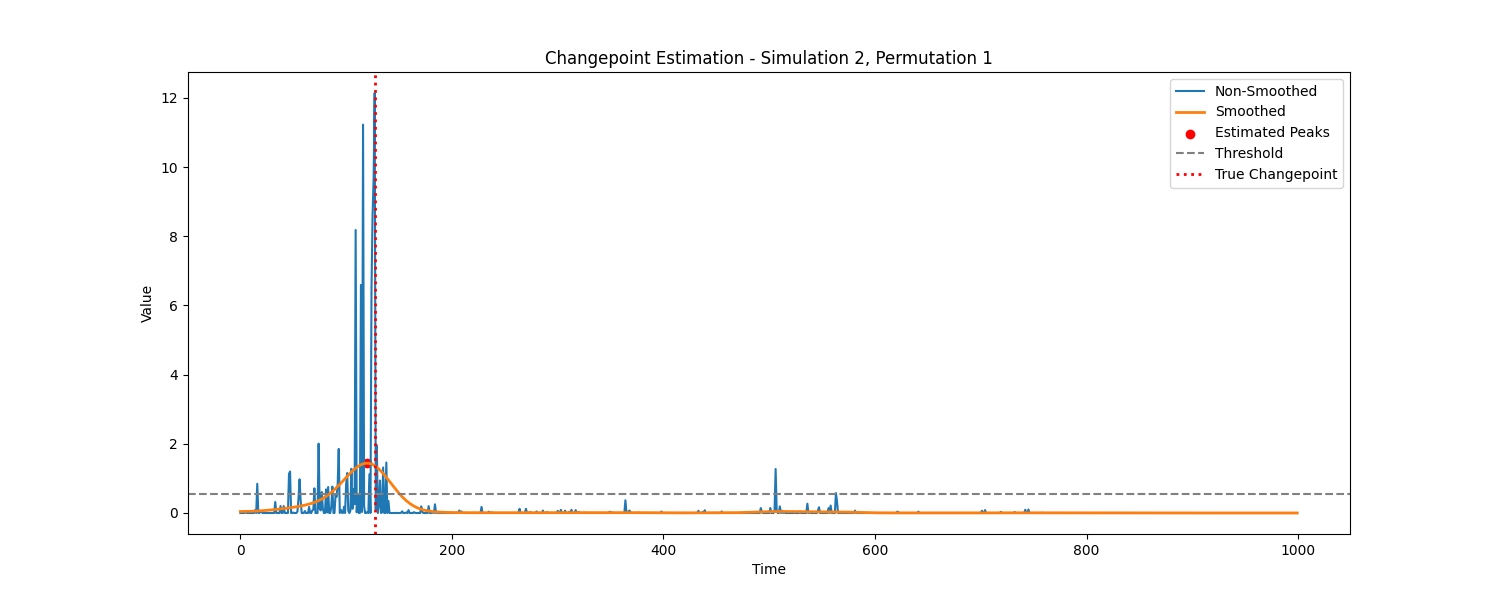 Changepoint Estimation - Simulation 2, Permutation 1
Non-Smoothed
Smoothed
Estimated Peaks
Threshold
True Changepoint
12
10
8
6
4
2
0
Value
0 200 400 600 800 1000
Time